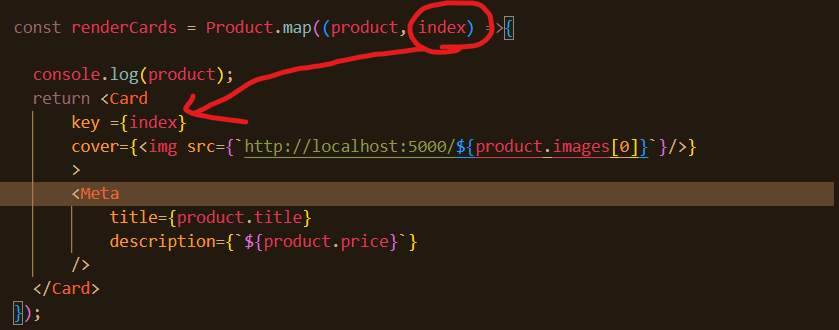 const renderCards = Product.map((product, index) =>{
console.log(product);
return <Card
key ={index}
cover={<img src={`http://localhost:5000/${product.images[0]}`}/>}
>
<Meta
title={product.title}
description={`${product.price}`}
/>
</Card>
});